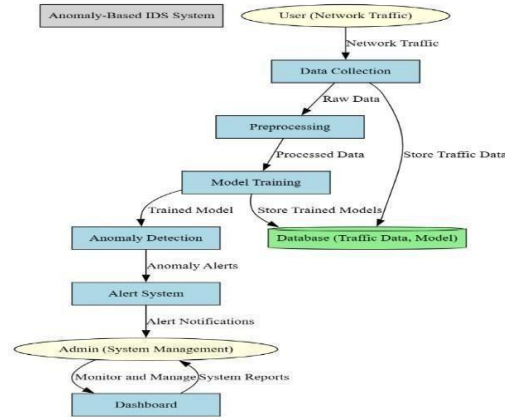 Anomaly-Based IDS System
User (Network Traffic)
Network Traffic
Data Collection
Raw Data
Preprocessing
Processed Data
Store Traffic Data
Model Training
Trained Model
Store Trained Models
Anomaly Detection
Database (Traffic Data, Model)
Anomaly Alerts
Alert System
Alert Notifications
Admin (System Management)
Monitor and Manage
System Reports
Dashboard